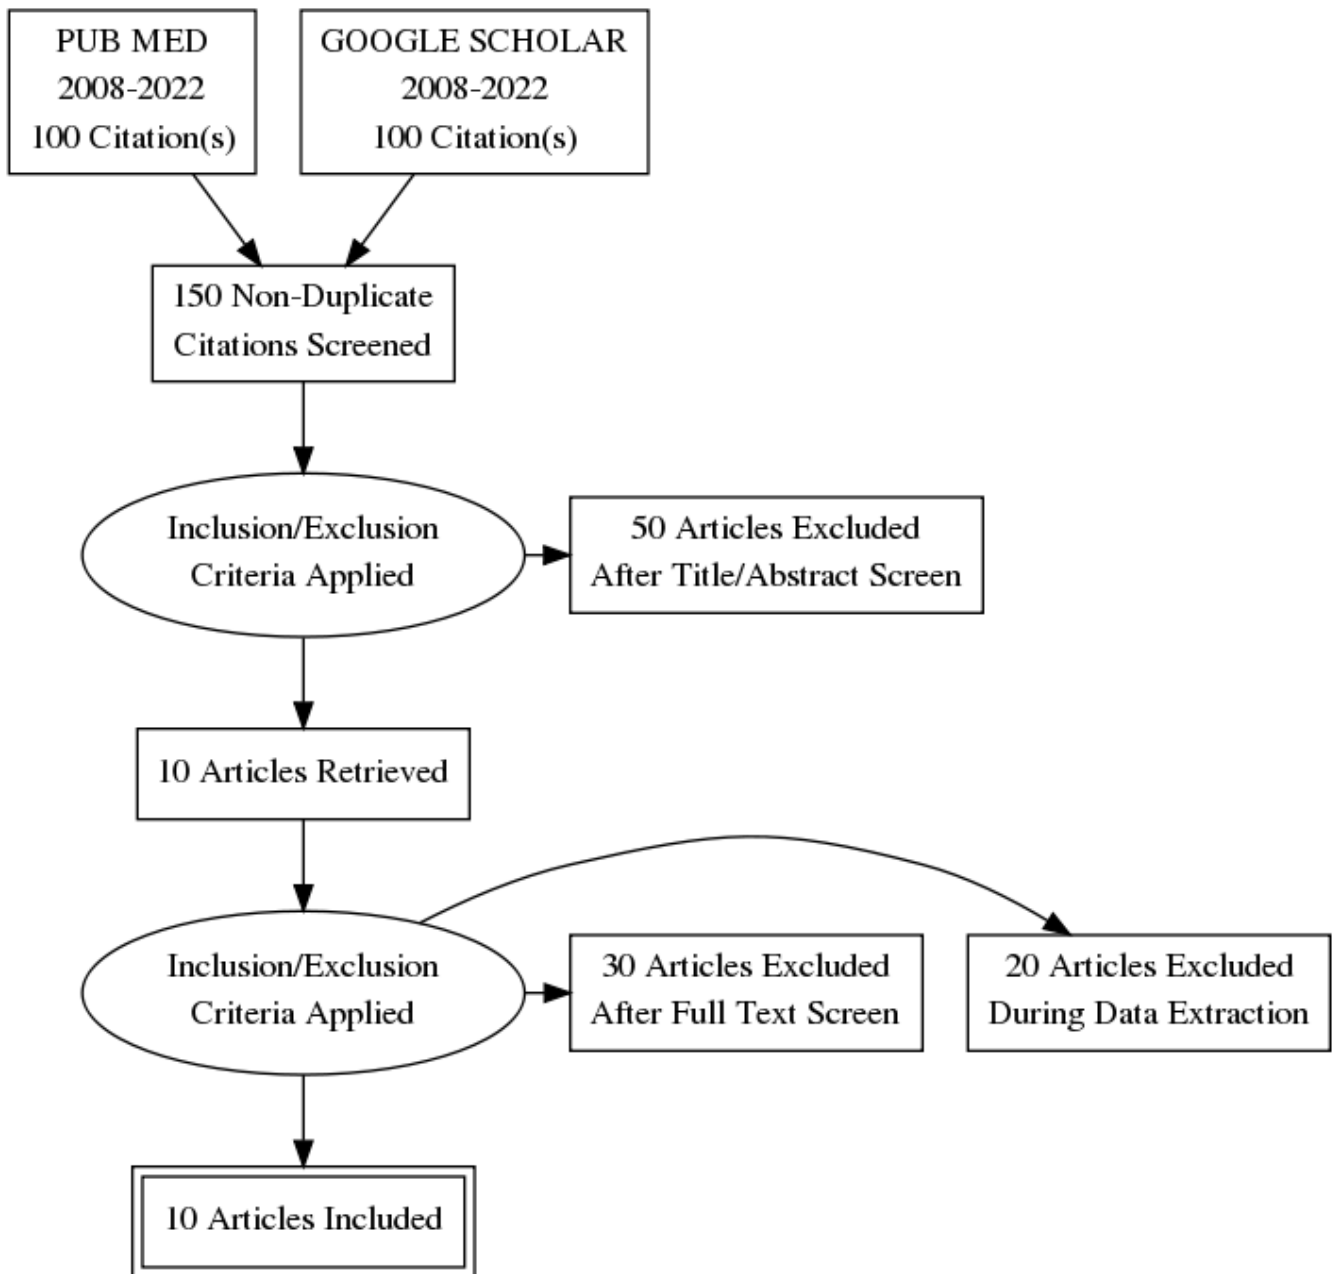 PUB MED
2008-2022
100 Citation(s)
GOOGLE SCHOLAR
2008-2022
100 Citation(s)
150 Non-Duplicate
Citations Screened
Inclusion/Exclusion
Criteria Applied
50 Articles Excluded
After Title/Abstract Screen
10 Articles Retrieved
Inclusion/Exclusion
Criteria Applied
30 Articles Excluded
After Full Text Screen
20 Articles Excluded
During Data Extraction
10 Articles Included